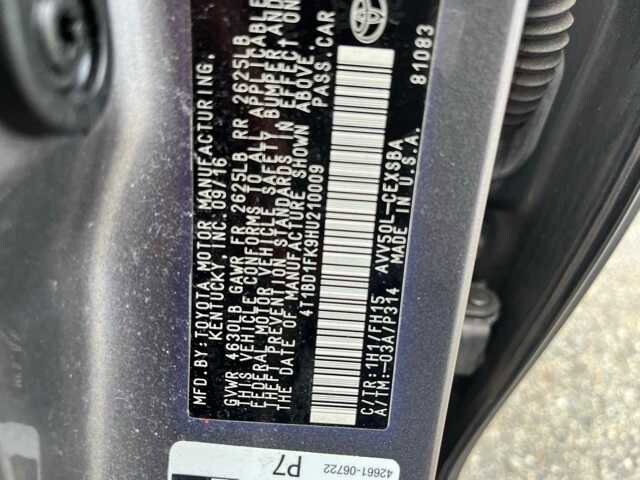 MFD. BY: TOYOTA MOTOR MANUFACTURING.
KENTUCKY, INC. 09/16
GVWR 4630LB GAWR FR 2625LB RR 2625LB
THIS VEHICLE CONFORMS TO ALL APPLICABLE
FEDERAL MOTOR VEHICLE SAFETY, BUMPER AND
THEFT PREVENTION STANDARDS IN EFFECT ON
THE DATE OF MANUFACTURE SHOWN ABOVE.
4T1BD1FK9HU210009 PASS. CAR
C/TR: 1H1/FH15 AVV50L-CEXSBA
A/TM: -03A/P314 MADE IN U.S.A.
81083
42661-06722
P7